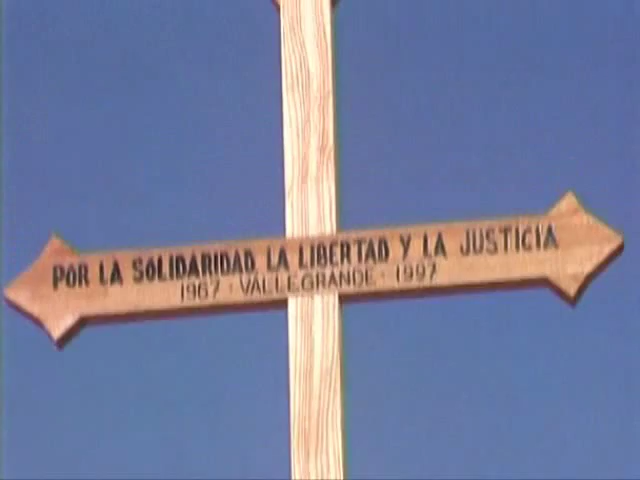 POR LA SOLIDARIDAD LA LIBERTAD Y LA JUSTICIA
1967 · VALLEGRANDE · 1997